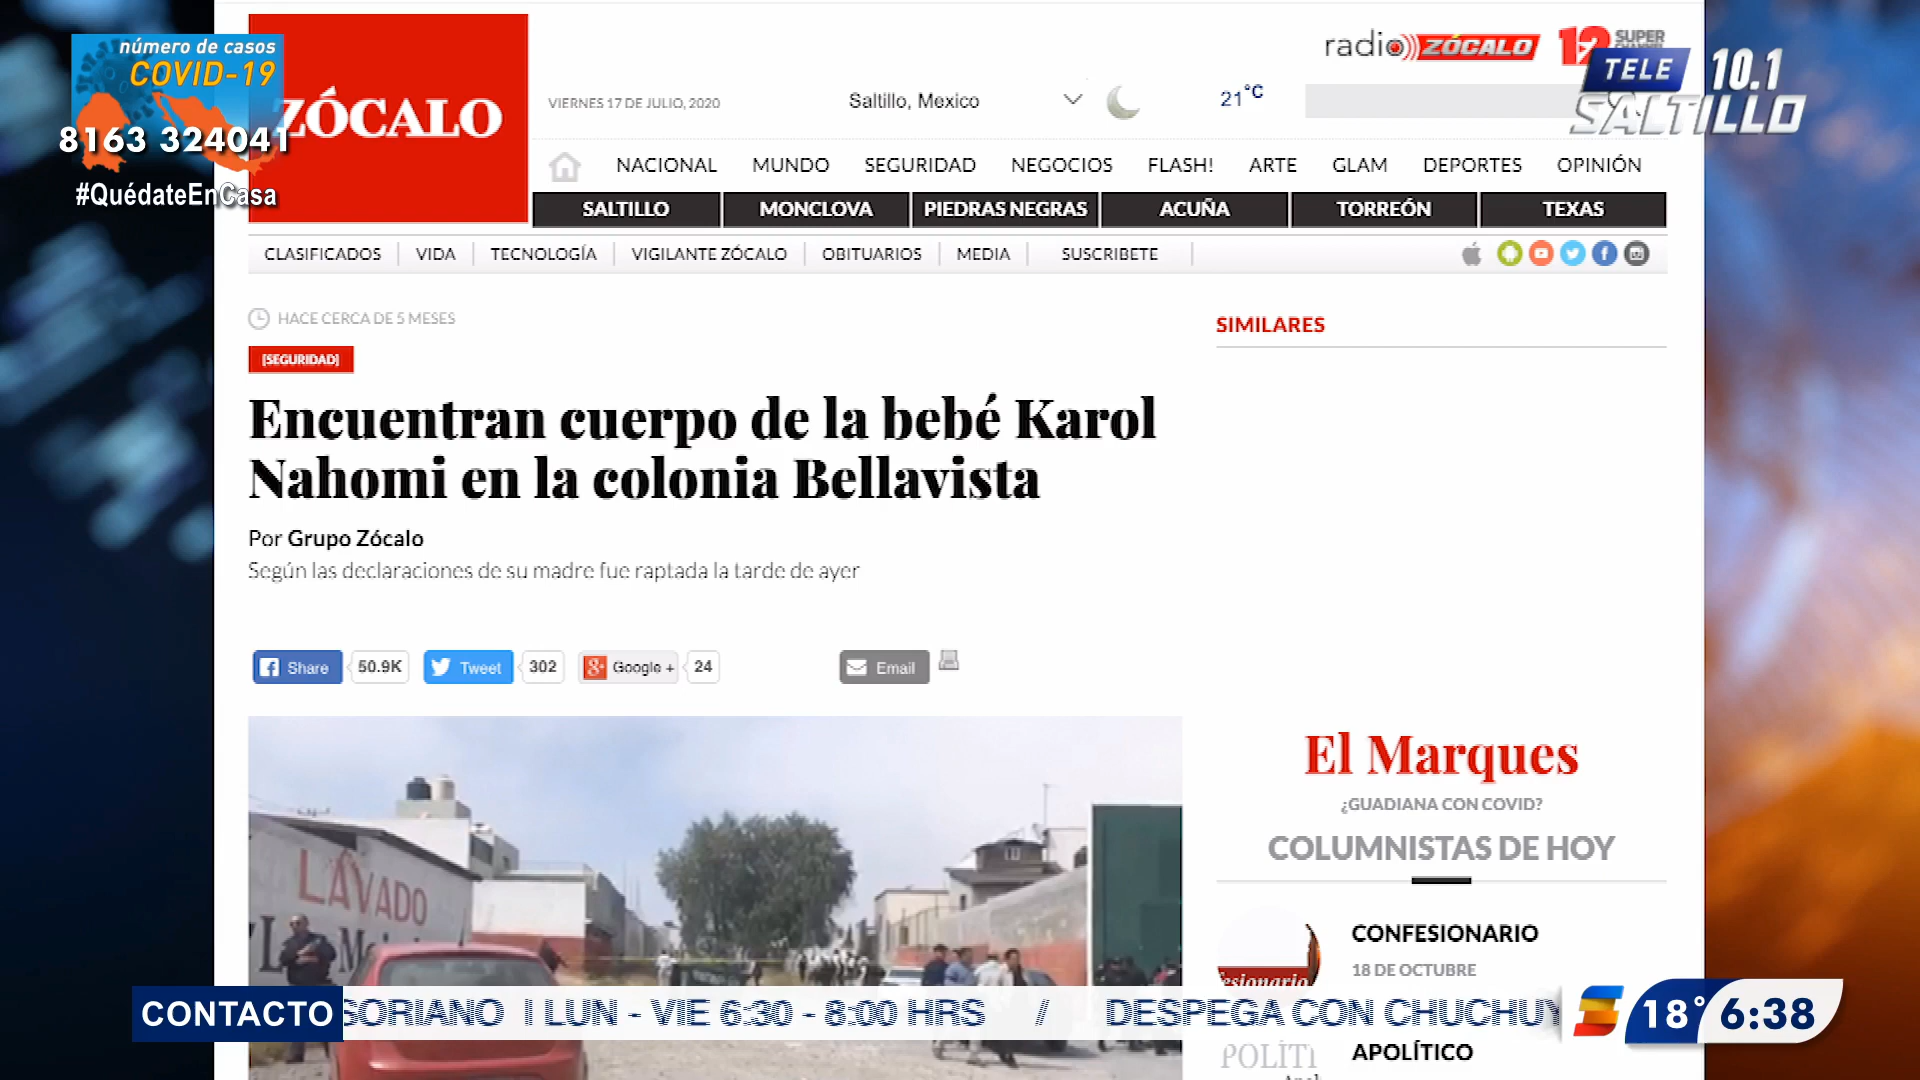 número de casos
COVID-19
8163 324041
#QuédateEnCasa
ZÓCALO
VIERNES 17 DE JULIO, 2020
Saltillo, Mexico
21°C
radio ZÓCALO
12 SUPER
TELE 10.1
SALTILLO
NACIONAL MUNDO SEGURIDAD NEGOCIOS FLASH! ARTE GLAM DEPORTES OPINIÓN
SALTILLO MONCLOVA PIEDRAS NEGRAS ACUÑA TORREÓN TEXAS
CLASIFICADOS VIDA TECNOLOGÍA VIGILANTE ZÓCALO OBITUARIOS MEDIA SUSCRIBETE
HACE CERCA DE 5 MESES
[SEGURIDAD]
Encuentran cuerpo de la bebé Karol
Nahomi en la colonia Bellavista
Por Grupo Zócalo
Según las declaraciones de su madre fue raptada la tarde de ayer
Share 50.9K Tweet 302 Google + 24 Email
SIMILARES
El Marques
¿GUADIANA CON COVID?
COLUMNISTAS DE HOY
CONFESIONARIO
18 DE OCTUBRE
APOLÍTICO
LAVADO
CONTACTO SORIANO | LUN - VIE 6:30 - 8:00 HRS / DESPEGA CON CHUCHUY
18° 6:38